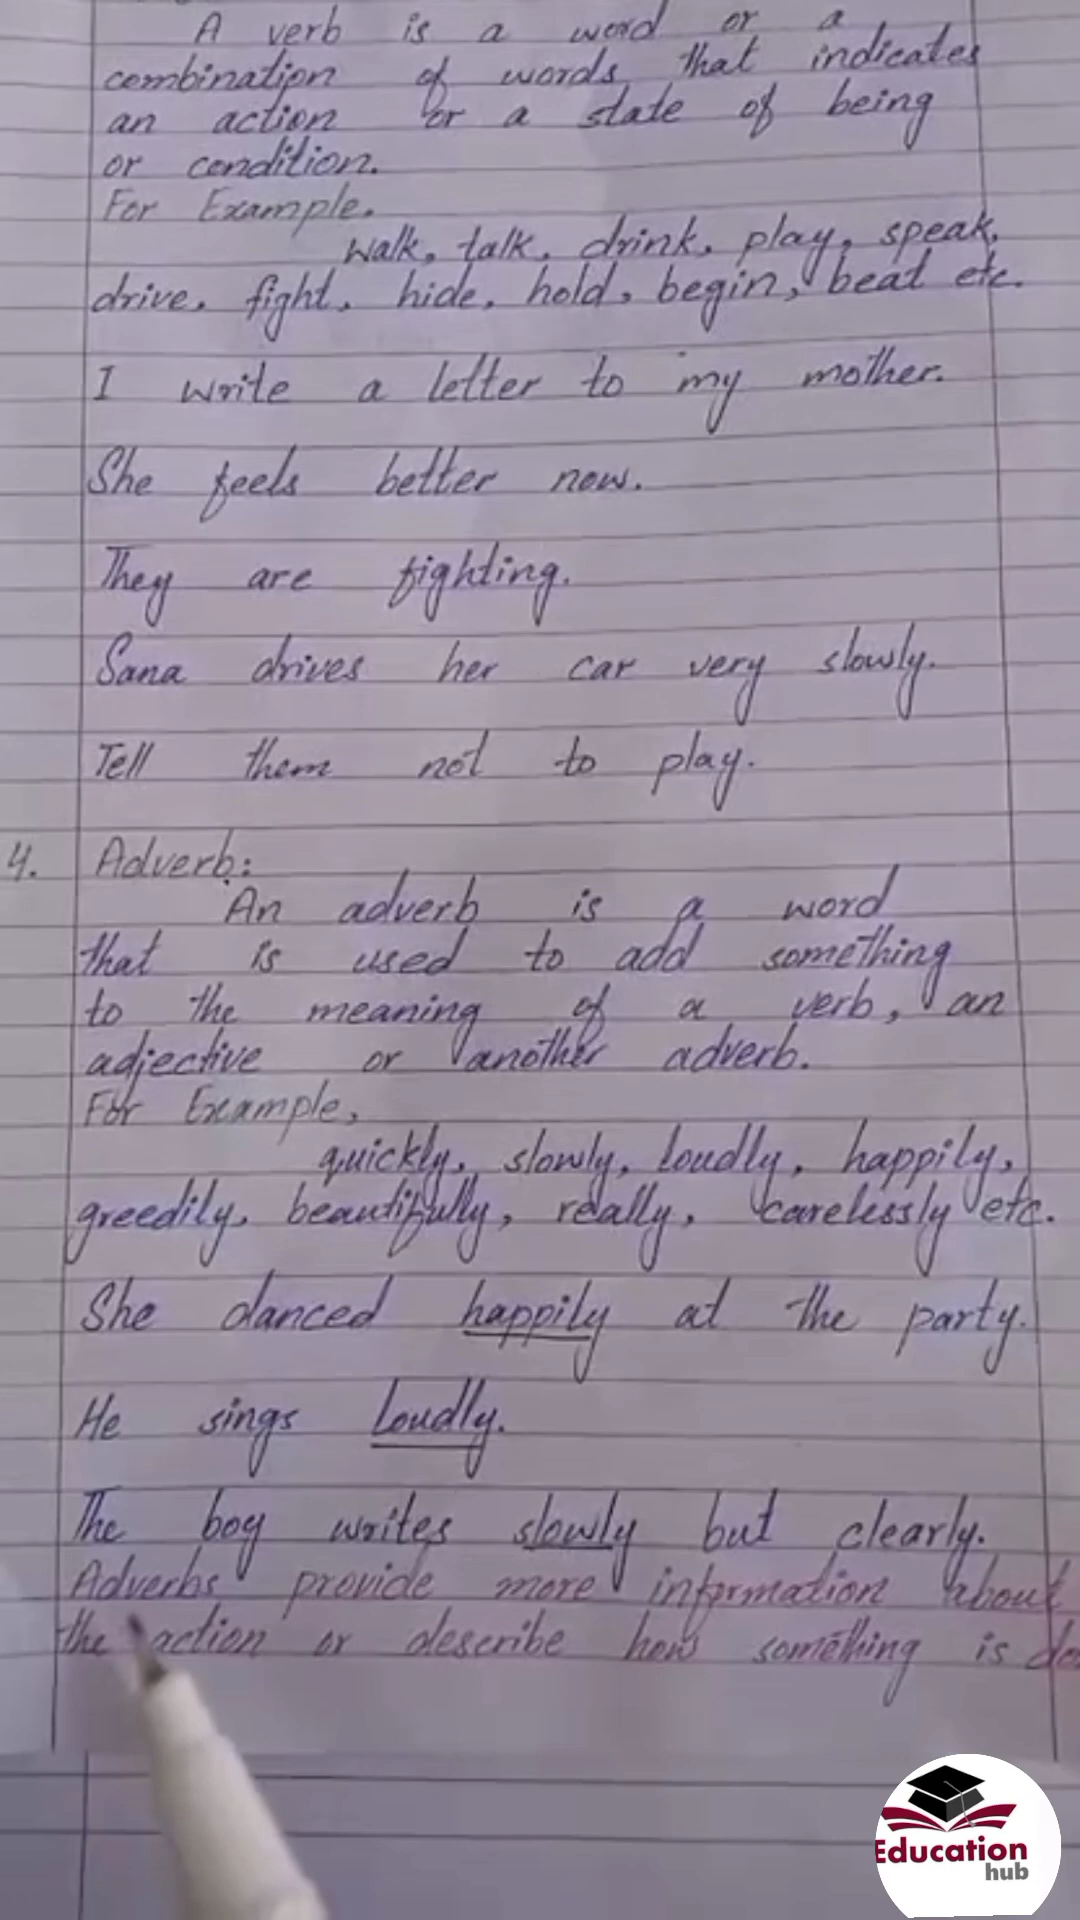 A verb is a word or a
combination of words that indicates
an action or a state of being
or condition.
For Example.
walk, talk, drink, play, speak,
drive, fight, hide, hold, begin, beat etc.
I write a letter to my mother.
She feels better now.
They are fighting.
Sana drives her car very slowly.
Tell them not to play.
4. Adverb:
An adverb is a word
that is used to add something
to the meaning of a verb, an
adjective or another adverb.
For Example,
quickly, slowly, loudly, happily,
greedily, beautifully, really, carelessly etc.
She danced happily at the party.
He sings loudly.
The boy writes slowly but clearly.
Adverbs provide more information about
the action or describe how something is
Education
hub